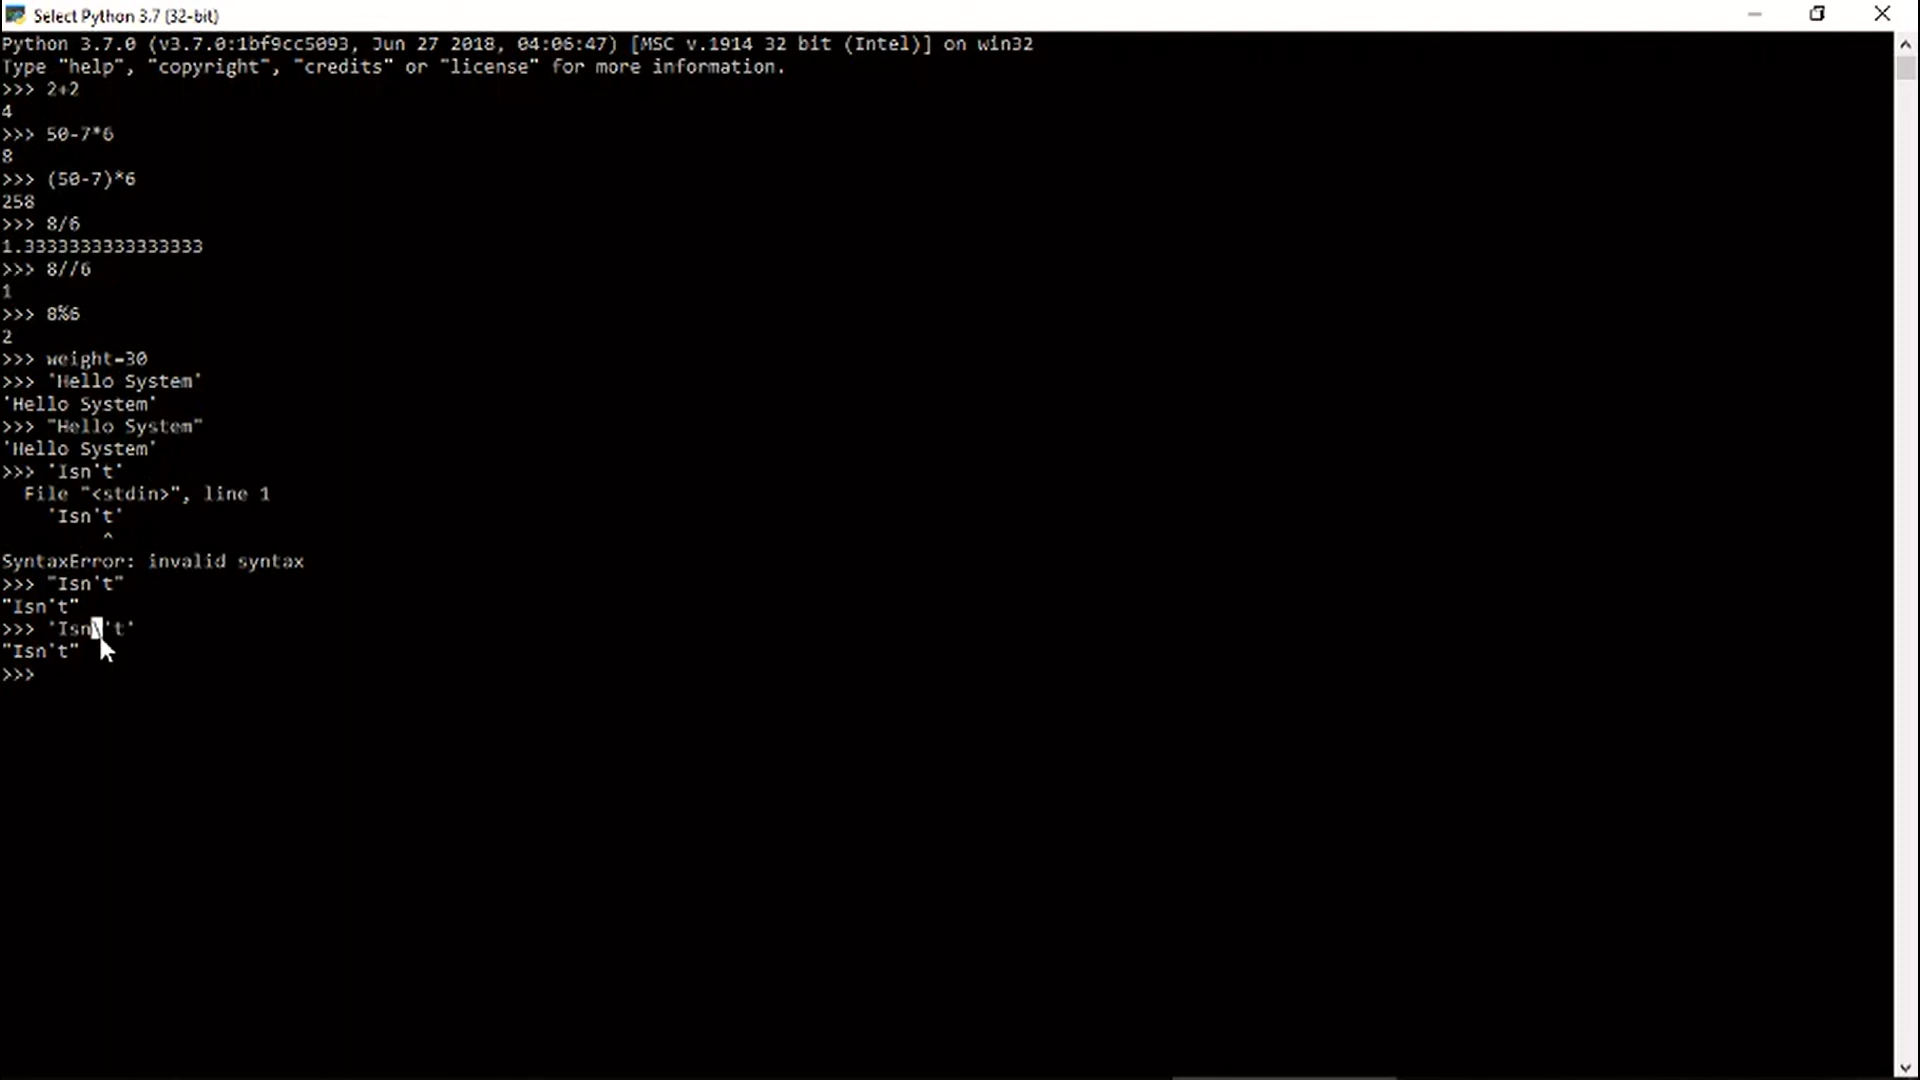 Select Python 3.7 (32-bit)
Python 3.7.0 (v3.7.0:1bf9cc5093, Jun 27 2018, 04:06:47) [MSC v.1914 32 bit (Intel)] on win32
Type "help", "copyright", "credits" or "license" for more information.
>>> 2+2
4
>>> 50-7*6
8
>>> (50-7)*6
258
>>> 8/6
1.3333333333333333
>>> 8//6
1
>>> 8%6
2
>>> weight=30
>>> 'Hello System'
'Hello System'
>>> "Hello System"
'Hello System'
>>> 'Isn't'
  File "<stdin>", line 1
    'Isn't'
         ^
SyntaxError: invalid syntax
>>> "Isn't"
"Isn't"
>>> 'Isn\'t'
"Isn't"
>>>